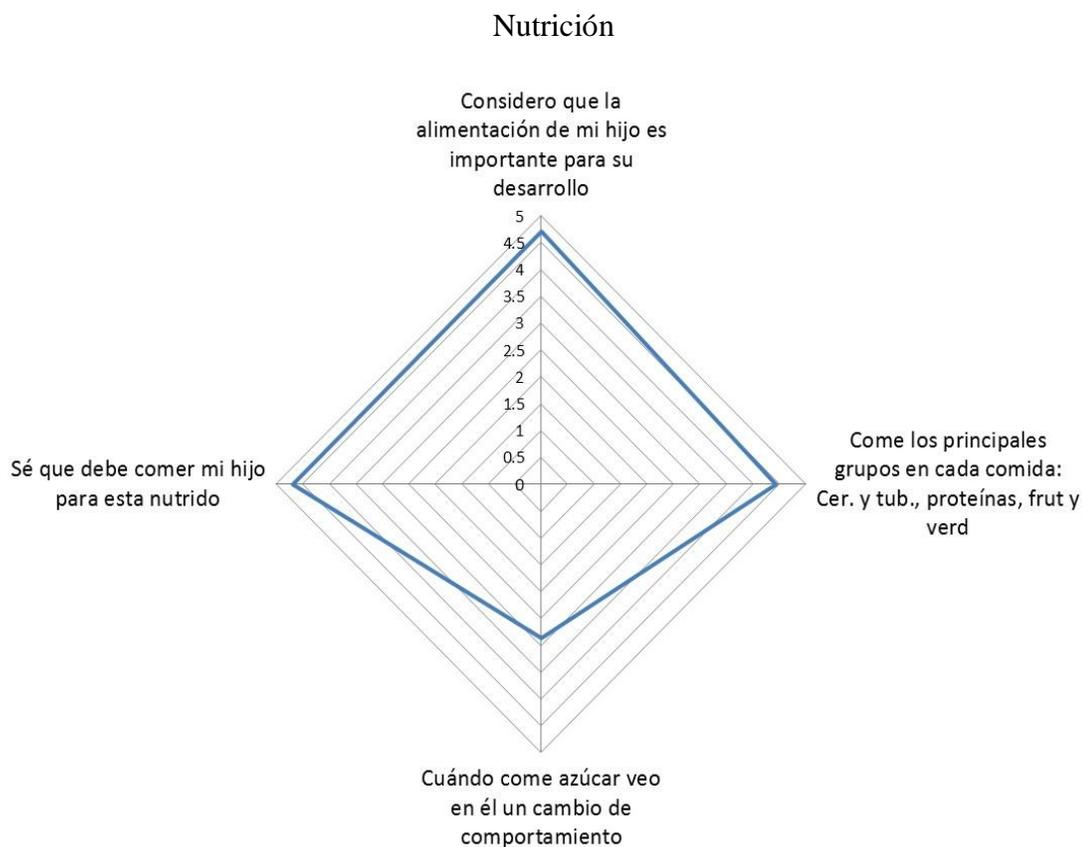 Nutrición
Considero que la
alimentación de mi hijo es
importante para su
desarrollo
5
4.5
4
3.5
3
2.5
2
1.5
1
0.5
0
Come los principales
grupos en cada comida:
Cer. y tub., proteínas, frut y
verd
Sé que debe comer mi hijo
para esta nutrido
Cuándo come azúcar veo
en él un cambio de
comportamiento